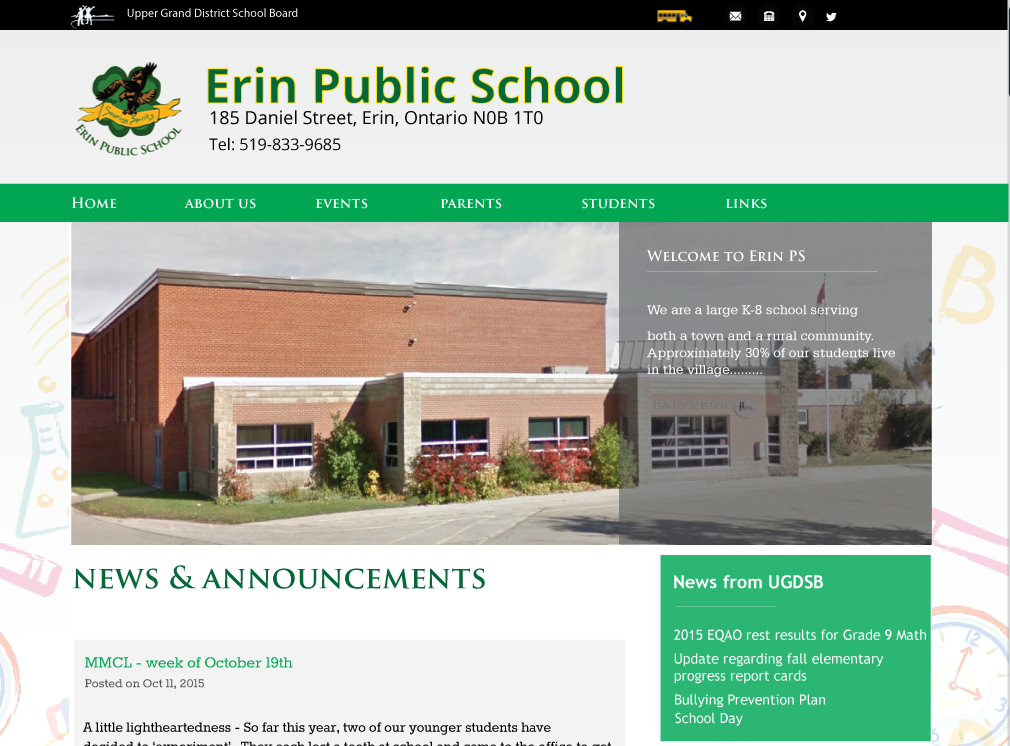 Upper Grand District School Board
ERIN PUBLIC SCHOOL
Erin Public School
185 Daniel Street, Erin, Ontario N0B 1T0
Tel: 519-833-9685
HOME ABOUT US EVENTS PARENTS STUDENTS LINKS
WELCOME TO ERIN PS
We are a large K-8 school serving
both a town and a rural community.
Approximately 30% of our students live
in the village.........
ERIN PUBLIC SCHOOL
NEWS & ANNOUNCEMENTS
MMCL - week of October 19th
Posted on Oct 11, 2015
A little lightheartedness - So far this year, two of our younger students have
News from UGDSB
2015 EQAO rest results for Grade 9 Math
Update regarding fall elementary
progress report cards
Bullying Prevention Plan
School Day
12